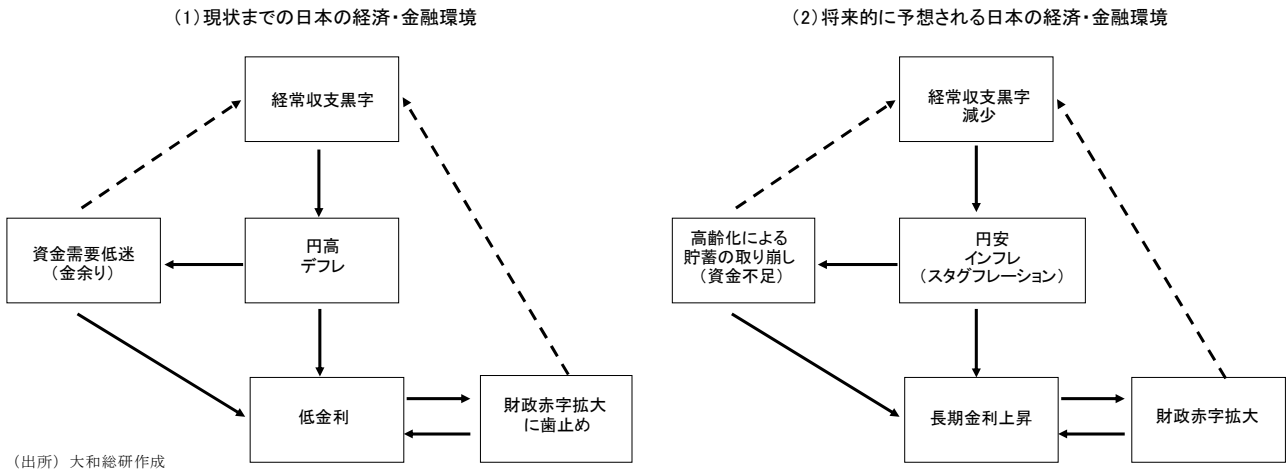 (1)現状までの日本の経済・金融環境
経常収支黒字
資金需要低迷
(金余り)
円高
デフレ
低金利
財政赤字拡大
に歯止め
(2)将来的に予想される日本の経済・金融環境
経常収支黒字
減少
高齢化による
貯蓄の取り崩し
(資金不足)
円安
インフレ
(スタグフレーション)
長期金利上昇
財政赤字拡大
(出所) 大和総研作成